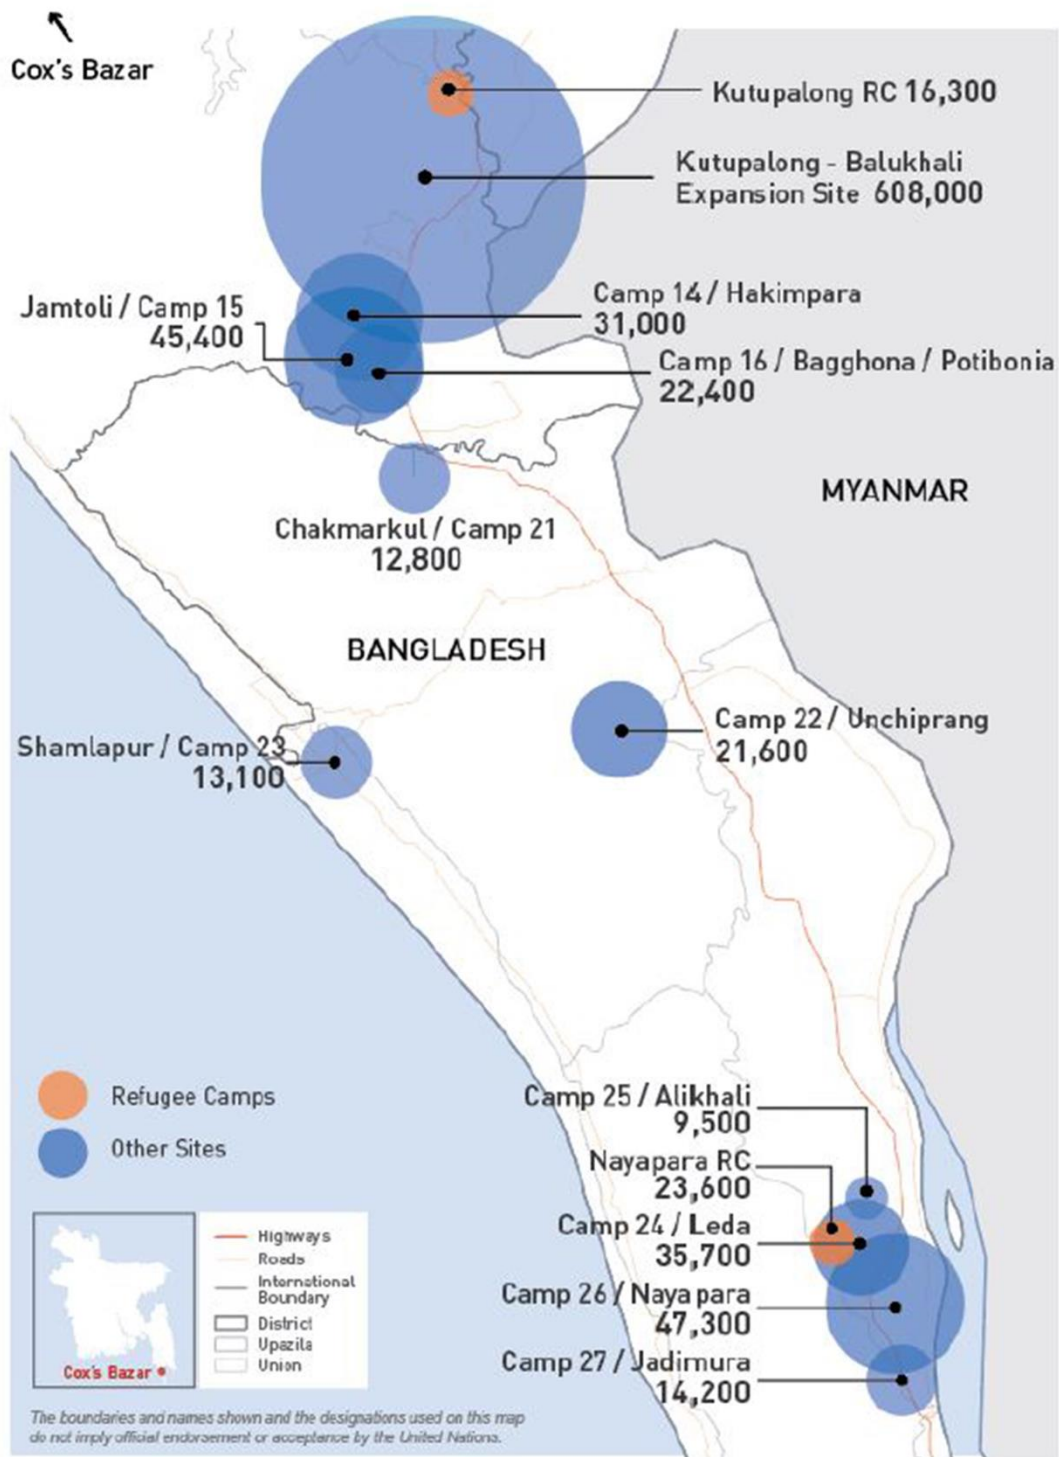 Cox's Bazar
Kutupalong RC 16,300
Kutupalong - Balukhali
Expansion Site 608,000
Camp 14 / Hakimpara
31,000
Jamtoli / Camp 15
45,400
Camp 16 / Bagghona / Potibonia
22,400
MYANMAR
Chakmarkul / Camp 21
12,800
BANGLADESH
Camp 22 / Unchiprang
21,600
Shamlapur / Camp 23
13,100
Camp 25 / Alikhali
9,500
Nayapara RC
23,600
Camp 24 / Leda
35,700
Camp 26 / Nayapara
47,300
Camp 27 / Jadimura
14,200
Refugee Camps
Other Sites
Highways
Roads
International
Boundary
District
Upazila
Union
Cox's Bazar
The boundaries and names shown and the designations used on this map
do not imply official endorsement or acceptance by the United Nations.